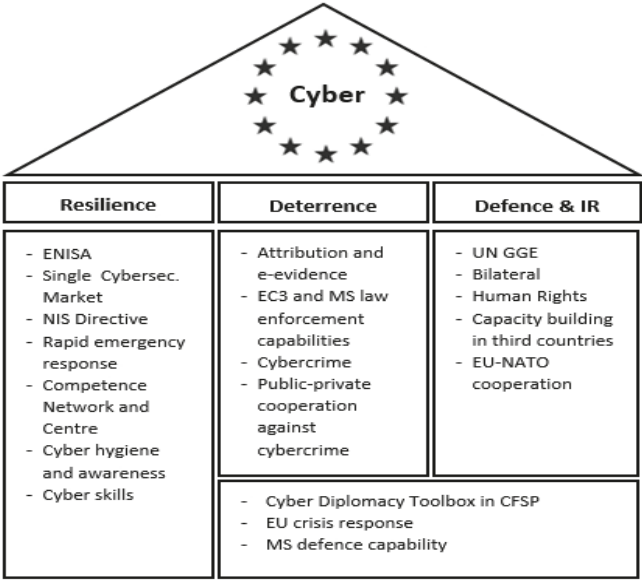 Cyber
Resilience
Deterrence
Defence & IR
- ENISA
- Single Cybersec.
Market
- NIS Directive
- Rapid emergency
response
- Competence
Network and
Centre
- Cyber hygiene
and awareness
- Cyber skills
- Attribution and
e-evidence
- EC3 and MS law
enforcement
capabilities
- Cybercrime
- Public-private
cooperation
against
cybercrime
- UN GGE
- Bilateral
- Human Rights
- Capacity building
in third countries
- EU-NATO
cooperation
- Cyber Diplomacy Toolbox in CFSP
- EU crisis response
- MS defence capability